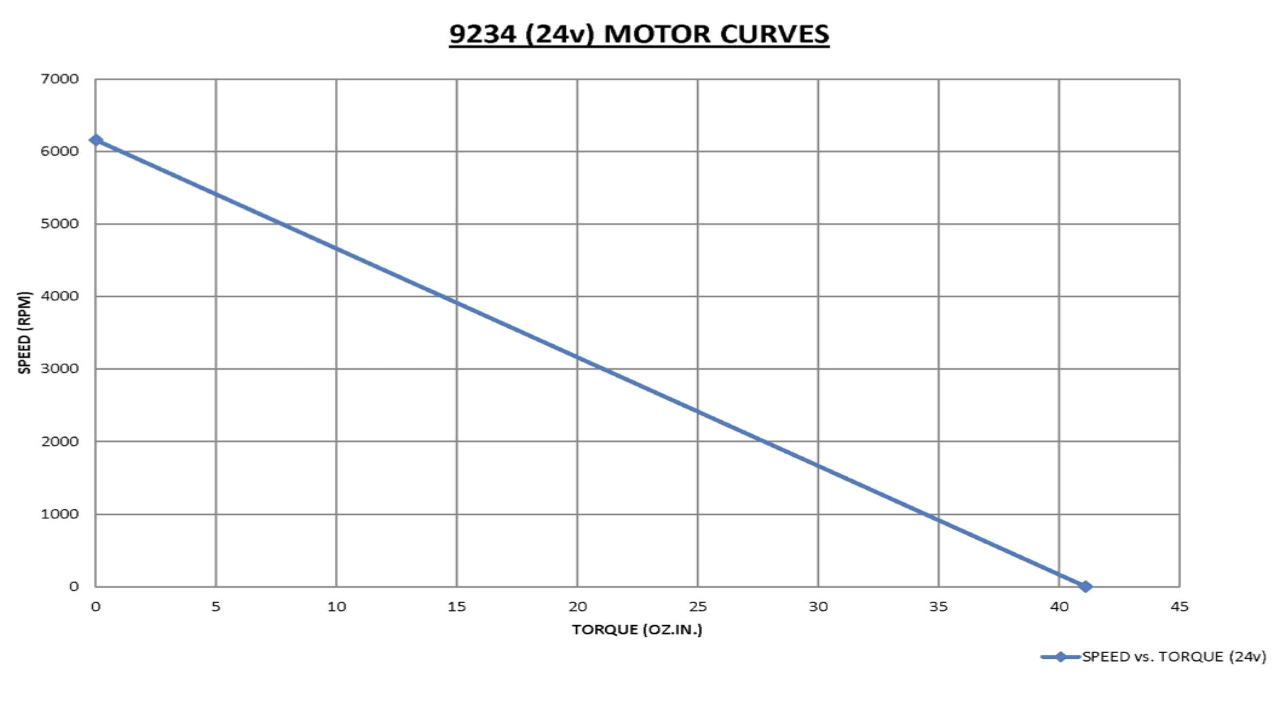 9234 (24v) MOTOR CURVES
7000
6000
5000
4000
3000
2000
1000
0
SPEED (RPM)
0 5 10 15 20 25 30 35 40 45
TORQUE (OZ.IN.)
SPEED vs. TORQUE (24v)